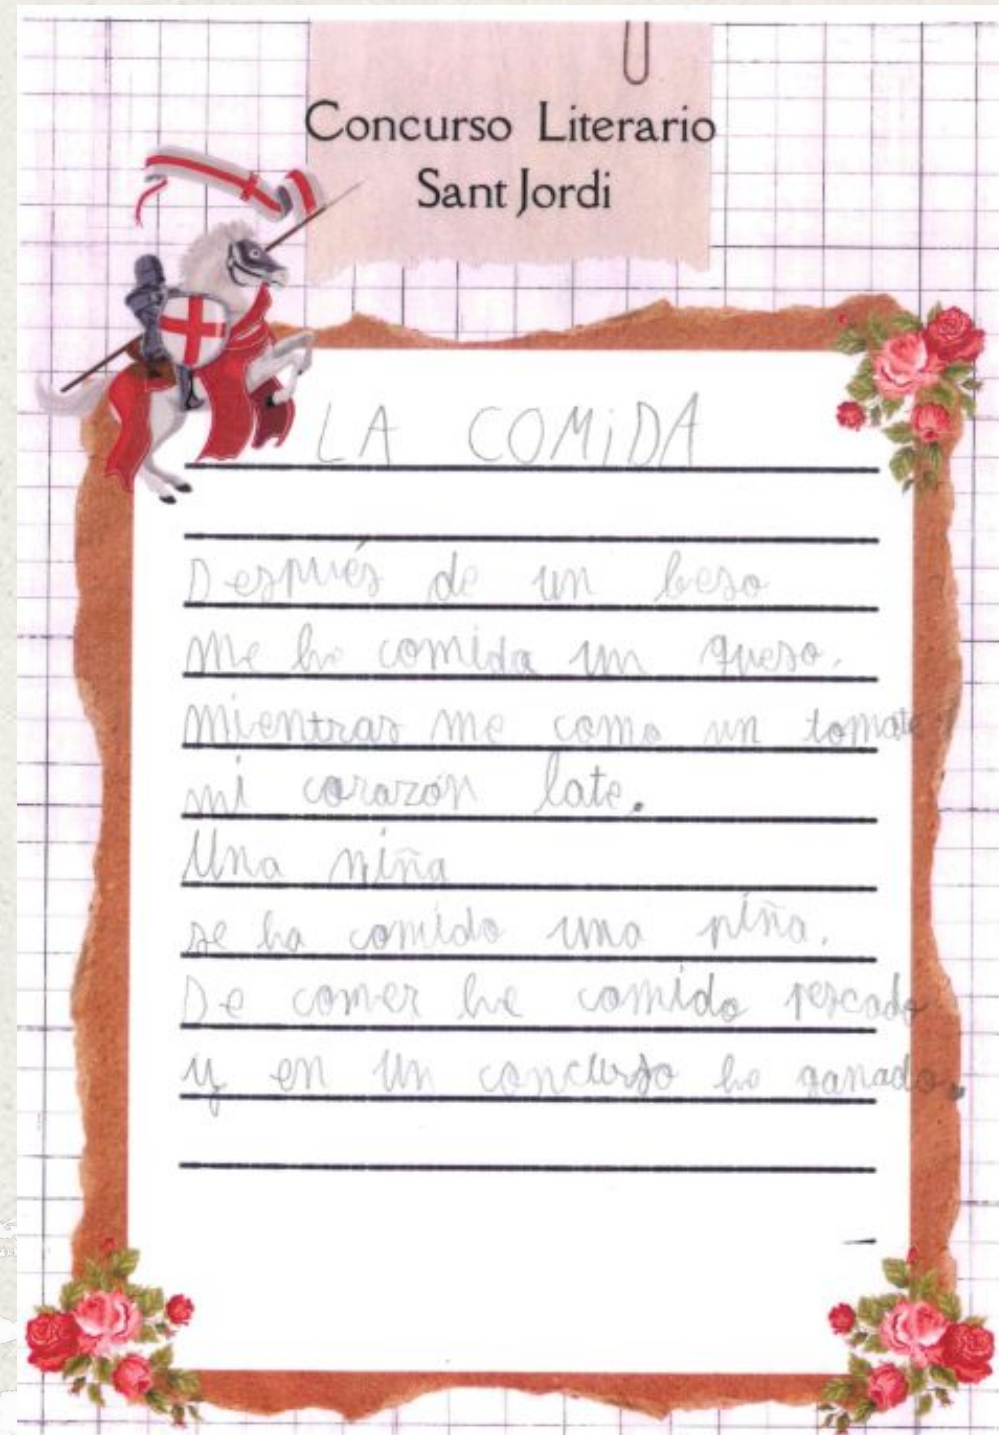 Concurso Literario
Sant Jordi
LA COMiDA
Después de un beso
me he comida un queso.
mientras me como un tomate
mi corazón late.
Una niña
se ha comido una piña.
De comer he comido pescado
y en un concurso he ganado.